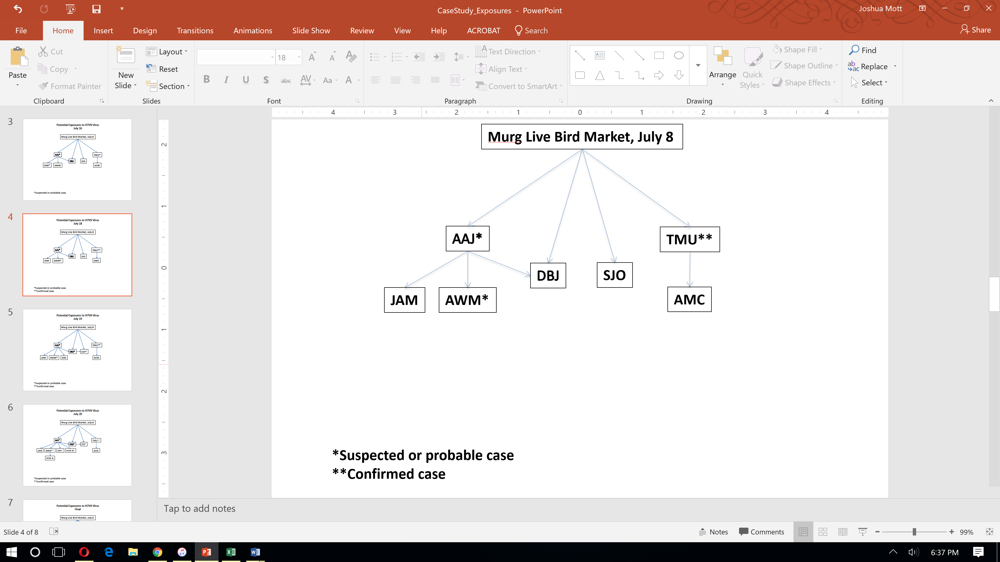 CaseStudy_Exposures - PowerPoint
Joshua Mott
File Home Insert Design Transitions Animations Slide Show Review View Help ACROBAT Search
Share
Paste
Cut
Copy
Format Painter
Clipboard
New Slide
Layout
Reset
Section
Slides
18
B I U S abc AV Aa A
Font
Text Direction
Align Text
Convert to SmartArt
Paragraph
Arrange
Quick Styles
Shape Fill
Shape Outline
Shape Effects
Drawing
Find
Replace
Select
Editing
4 3 2 1 0 1 2 3 4
2
1
0
1
2
3
3
Potential Exposures to H7N9 Virus
July 16
Murg Live Bird Market, July 8
AAJ* TMU*
DBJ SJO
JAM* AWM ACM
*Suspected or probable case
4
Potential Exposures to H7N9 Virus
July 18
Murg Live Bird Market, July 8
AAJ* TMU**
DBJ SJO
JAM AWM* AMC
*Suspected or probable case
**Confirmed case
5
Potential Exposures to H7N9 Virus
July 19
Murg Live Bird Market, July 8
AAJ* TMU**
DBJ* SJO*
JAM AWM* DKS ACM
*Suspected or probable case
**Confirmed case
6
Potential Exposures to H7N9 Virus
July 20
Murg Live Bird Market, July 8
AAJ* TMU**
DBJ* SJO*
JAM AWM** DKS* HCW-RT ACM
HCW-N
*Suspected or probable case
**Confirmed case
7
Potential Exposures to H7N9 Virus
Final
Murg Live Bird Market, July 8
Murg Live Bird Market, July 8
AAJ* TMU**
DBJ SJO
JAM AWM* AMC
*Suspected or probable case
**Confirmed case
Tap to add notes
Slide 4 of 8
Notes
Comments
99%
6:37 PM